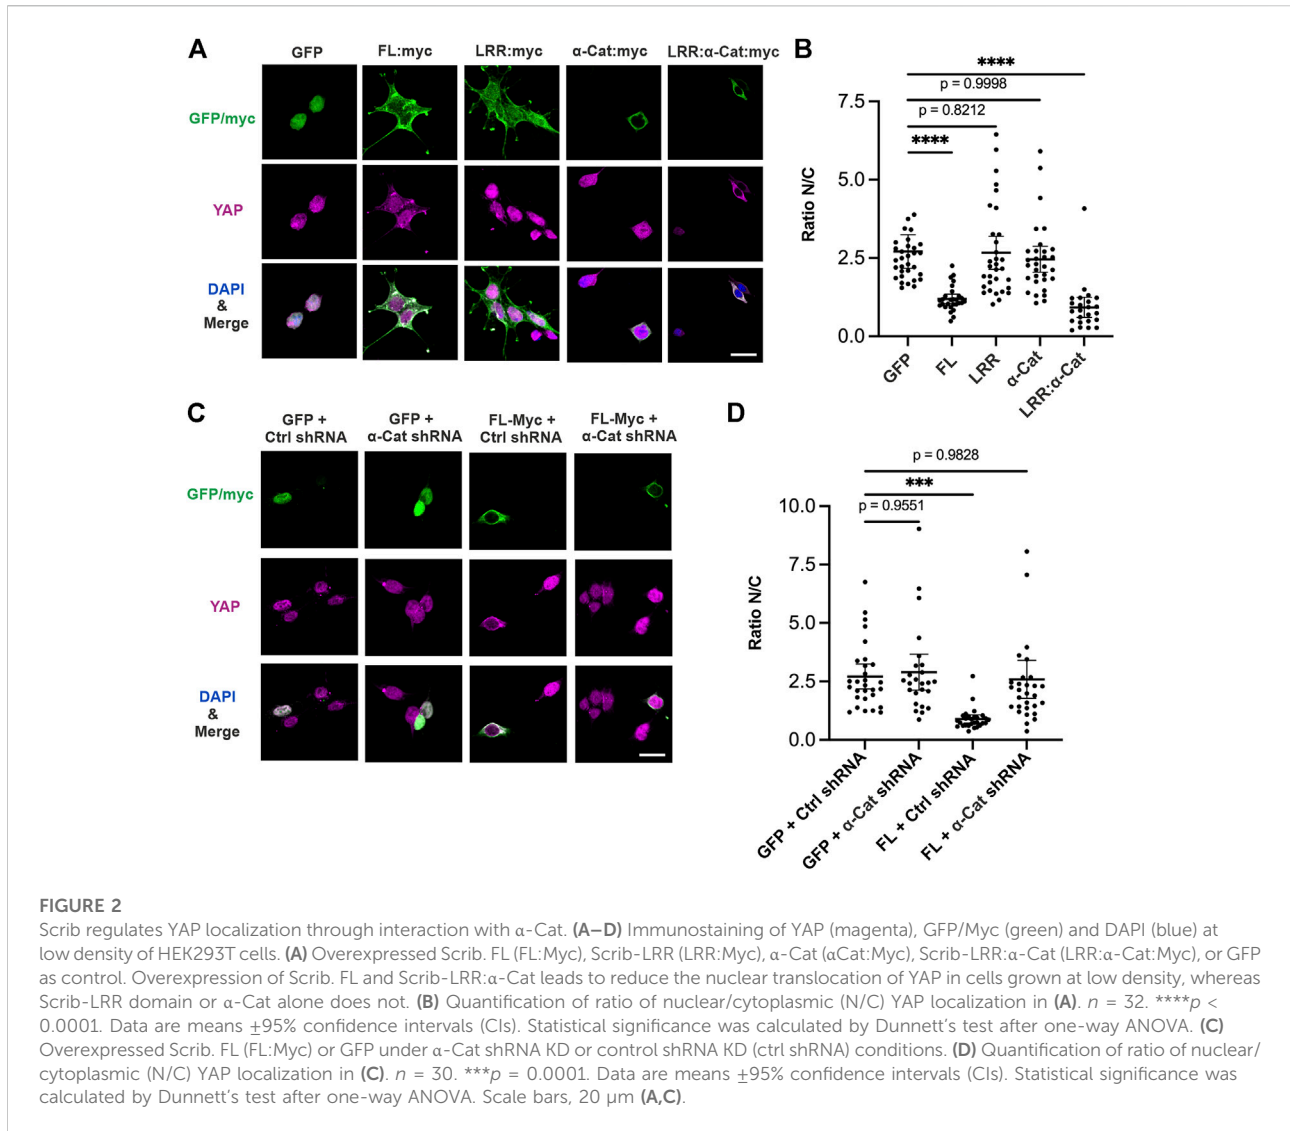 A
GFP
FL:myc
LRR:myc
α-Cat:myc
LRR:α-Cat:myc
GFP/myc
YAP
DAPI
&
Merge
B
****
p = 0.9998
p = 0.8212
****
7.5
5.0
2.5
0.0
Ratio N/C
GFP
FL
LRR
α-Cat
LRR:α-Cat
C
GFP +
Ctrl shRNA
GFP +
α-Cat shRNA
FL-Myc +
Ctrl shRNA
FL-Myc +
α-Cat shRNA
GFP/myc
YAP
DAPI
&
Merge
D
p = 0.9828
***
p = 0.9551
10.0
7.5
5.0
2.5
0.0
Ratio N/C
GFP + Ctrl shRNA
GFP + α-Cat shRNA
FL + Ctrl shRNA
FL + α-Cat shRNA
FIGURE 2
Scrib regulates YAP localization through interaction with α-Cat. (A–D) Immunostaining of YAP (magenta), GFP/Myc (green) and DAPI (blue) at
low density of HEK293T cells. (A) Overexpressed Scrib. FL (FL:Myc), Scrib-LRR (LRR:Myc), α-Cat (αCat:Myc), Scrib-LRR:α-Cat (LRR:α-Cat:Myc), or GFP
as control. Overexpression of Scrib. FL and Scrib-LRR:α-Cat leads to reduce the nuclear translocation of YAP in cells grown at low density, whereas
Scrib-LRR domain or α-Cat alone does not. (B) Quantification of ratio of nuclear/cytoplasmic (N/C) YAP localization in (A). n = 32. ****p <
0.0001. Data are means ±95% confidence intervals (CIs). Statistical significance was calculated by Dunnett's test after one-way ANOVA. (C)
Overexpressed Scrib. FL (FL:Myc) or GFP under α-Cat shRNA KD or control shRNA KD (ctrl shRNA) conditions. (D) Quantification of ratio of nuclear/
cytoplasmic (N/C) YAP localization in (C). n = 30. ***p = 0.0001. Data are means ±95% confidence intervals (CIs). Statistical significance was
calculated by Dunnett's test after one-way ANOVA. Scale bars, 20 μm (A,C).